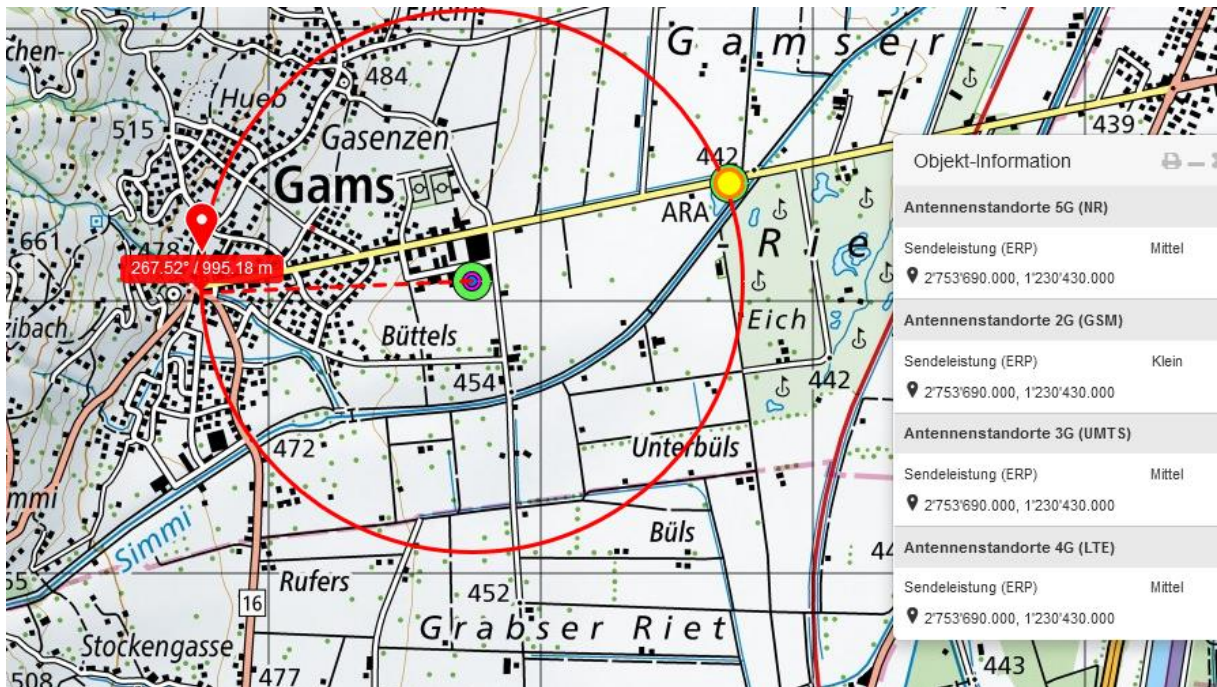 Gamser
484
Hueb
515
Gasenzen
442
439
Gams
ARA
661
478
267.52° / 995.18 m
Rie
Büttels
Eich
454
442
472
Unterbüls
Simmi
Büls
Rufers
452
16
Grabser Riet
Stockengasse
477
443
508
Objekt-Information
Antennenstandorte 5G (NR)
Sendeleistung (ERP) Mittel
2'753'690.000, 1'230'430.000
Antennenstandorte 2G (GSM)
Sendeleistung (ERP) Klein
2'753'690.000, 1'230'430.000
Antennenstandorte 3G (UMTS)
Sendeleistung (ERP) Mittel
2'753'690.000, 1'230'430.000
Antennenstandorte 4G (LTE)
Sendeleistung (ERP) Mittel
2'753'690.000, 1'230'430.000